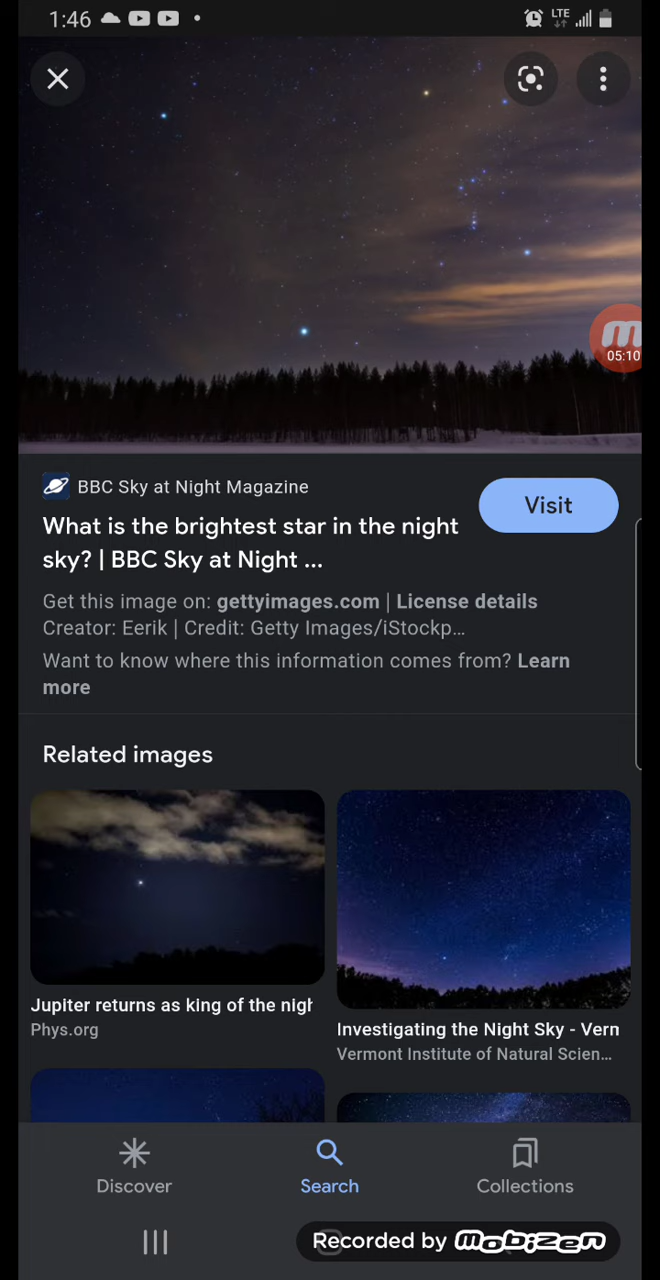 1:46
LTE
05:10
BBC Sky at Night Magazine
Visit
What is the brightest star in the night
sky? | BBC Sky at Night ...
Get this image on: gettyimages.com | License details
Creator: Eerik | Credit: Getty Images/iStockp...
Want to know where this information comes from? Learn
more
Related images
Jupiter returns as king of the nigh
Phys.org
Investigating the Night Sky - Vern
Vermont Institute of Natural Scien...
Discover
Search
Collections
Recorded by mobizen